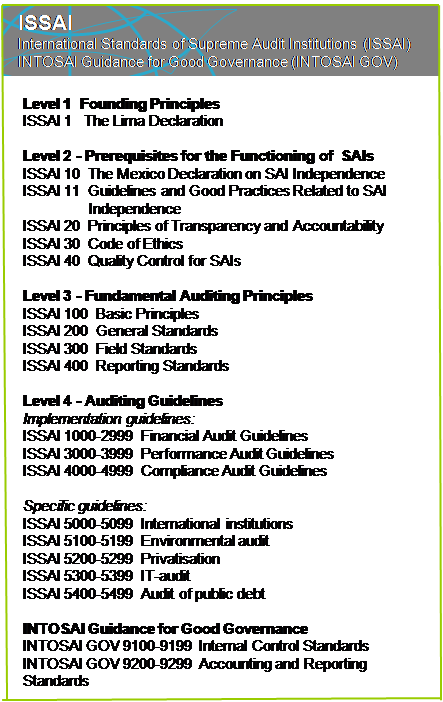 ISSAI
International Standards of Supreme Audit Institutions (ISSAI)
INTOSAI Guidance for Good Governance (INTOSAI GOV)
Level 1 Founding Principles
ISSAI 1 The Lima Declaration
Level 2 - Prerequisites for the Functioning of SAIs
ISSAI 10 The Mexico Declaration on SAI Independence
ISSAI 11 Guidelines and Good Practices Related to SAI
Independence
ISSAI 20 Principles of Transparency and Accountability
ISSAI 30 Code of Ethics
ISSAI 40 Quality Control for SAIs
Level 3 - Fundamental Auditing Principles
ISSAI 100 Basic Principles
ISSAI 200 General Standards
ISSAI 300 Field Standards
ISSAI 400 Reporting Standards
Level 4 - Auditing Guidelines
Implementation guidelines:
ISSAI 1000-2999 Financial Audit Guidelines
ISSAI 3000-3999 Performance Audit Guidelines
ISSAI 4000-4999 Compliance Audit Guidelines
Specific guidelines:
ISSAI 5000-5099 International institutions
ISSAI 5100-5199 Environmental audit
ISSAI 5200-5299 Privatisation
ISSAI 5300-5399 IT-audit
ISSAI 5400-5499 Audit of public debt
INTOSAI Guidance for Good Governance
INTOSAI GOV 9100-9199 Internal Control Standards
INTOSAI GOV 9200-9299 Accounting and Reporting
Standards